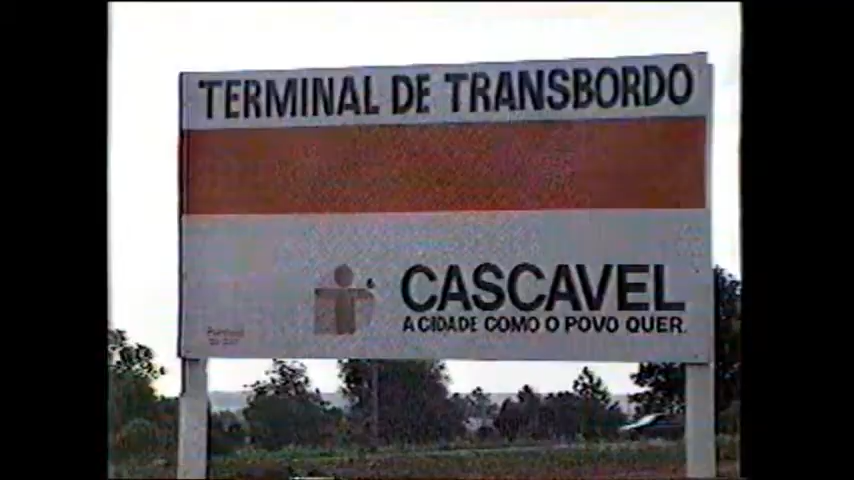 TERMINAL DE TRANSBORDO
CASCAVEL
A CIDADE COMO O POVO QUER.